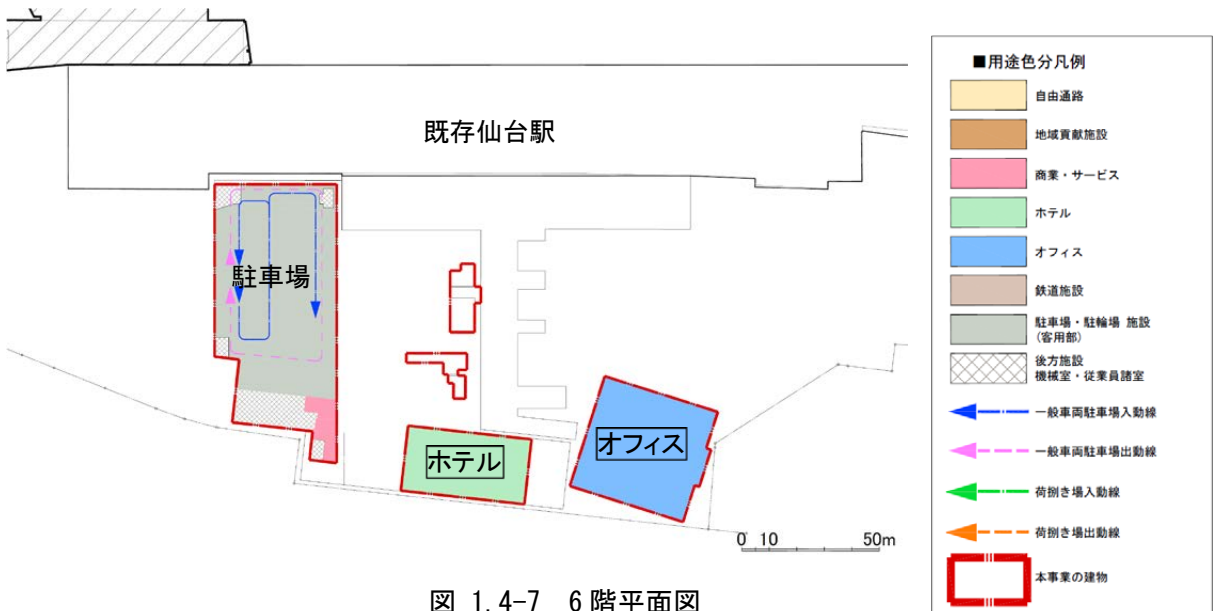 既存仙台駅
駐車場
ホテル
オフィス
0 10 50m
図 1.4-7 6階平面図
■用途色分凡例
自由通路
地域貢献施設
商業・サービス
ホテル
オフィス
鉄道施設
駐車場・駐輪場 施設
(客用部)
後方施設
機械室・従業員諸室
一般車両駐車場入動線
一般車両駐車場出動線
荷捌き場入動線
荷捌き場出動線
本事業の建物